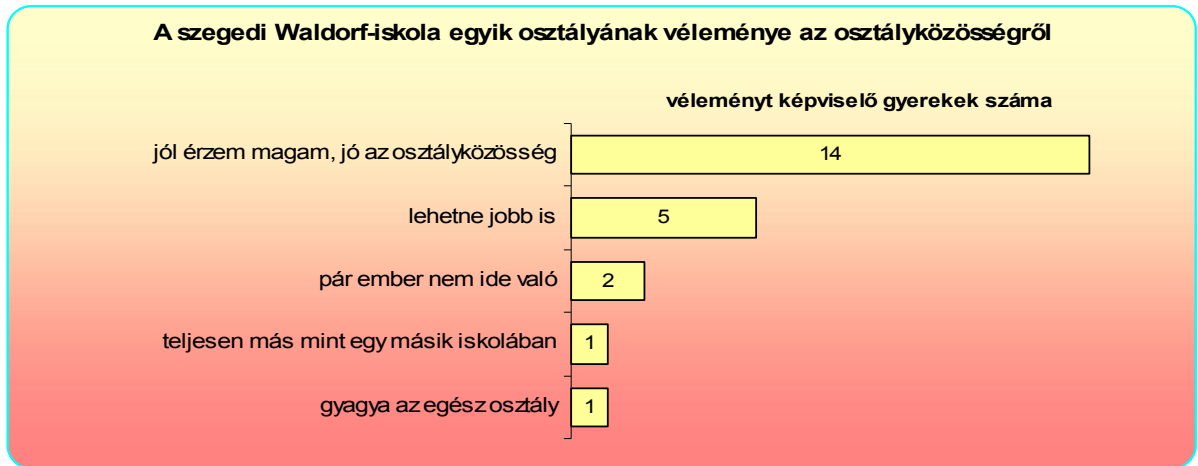 A szegedi Waldorf-iskola egyik osztályának véleménye az osztályközösségről
véleményt képviselő gyerekek száma
jól érzem magam, jó az osztályközösség
14
lehetne jobb is
5
pár ember nem ide való
2
teljesen más mint egy másik iskolában
1
gyagya az egész osztály
1